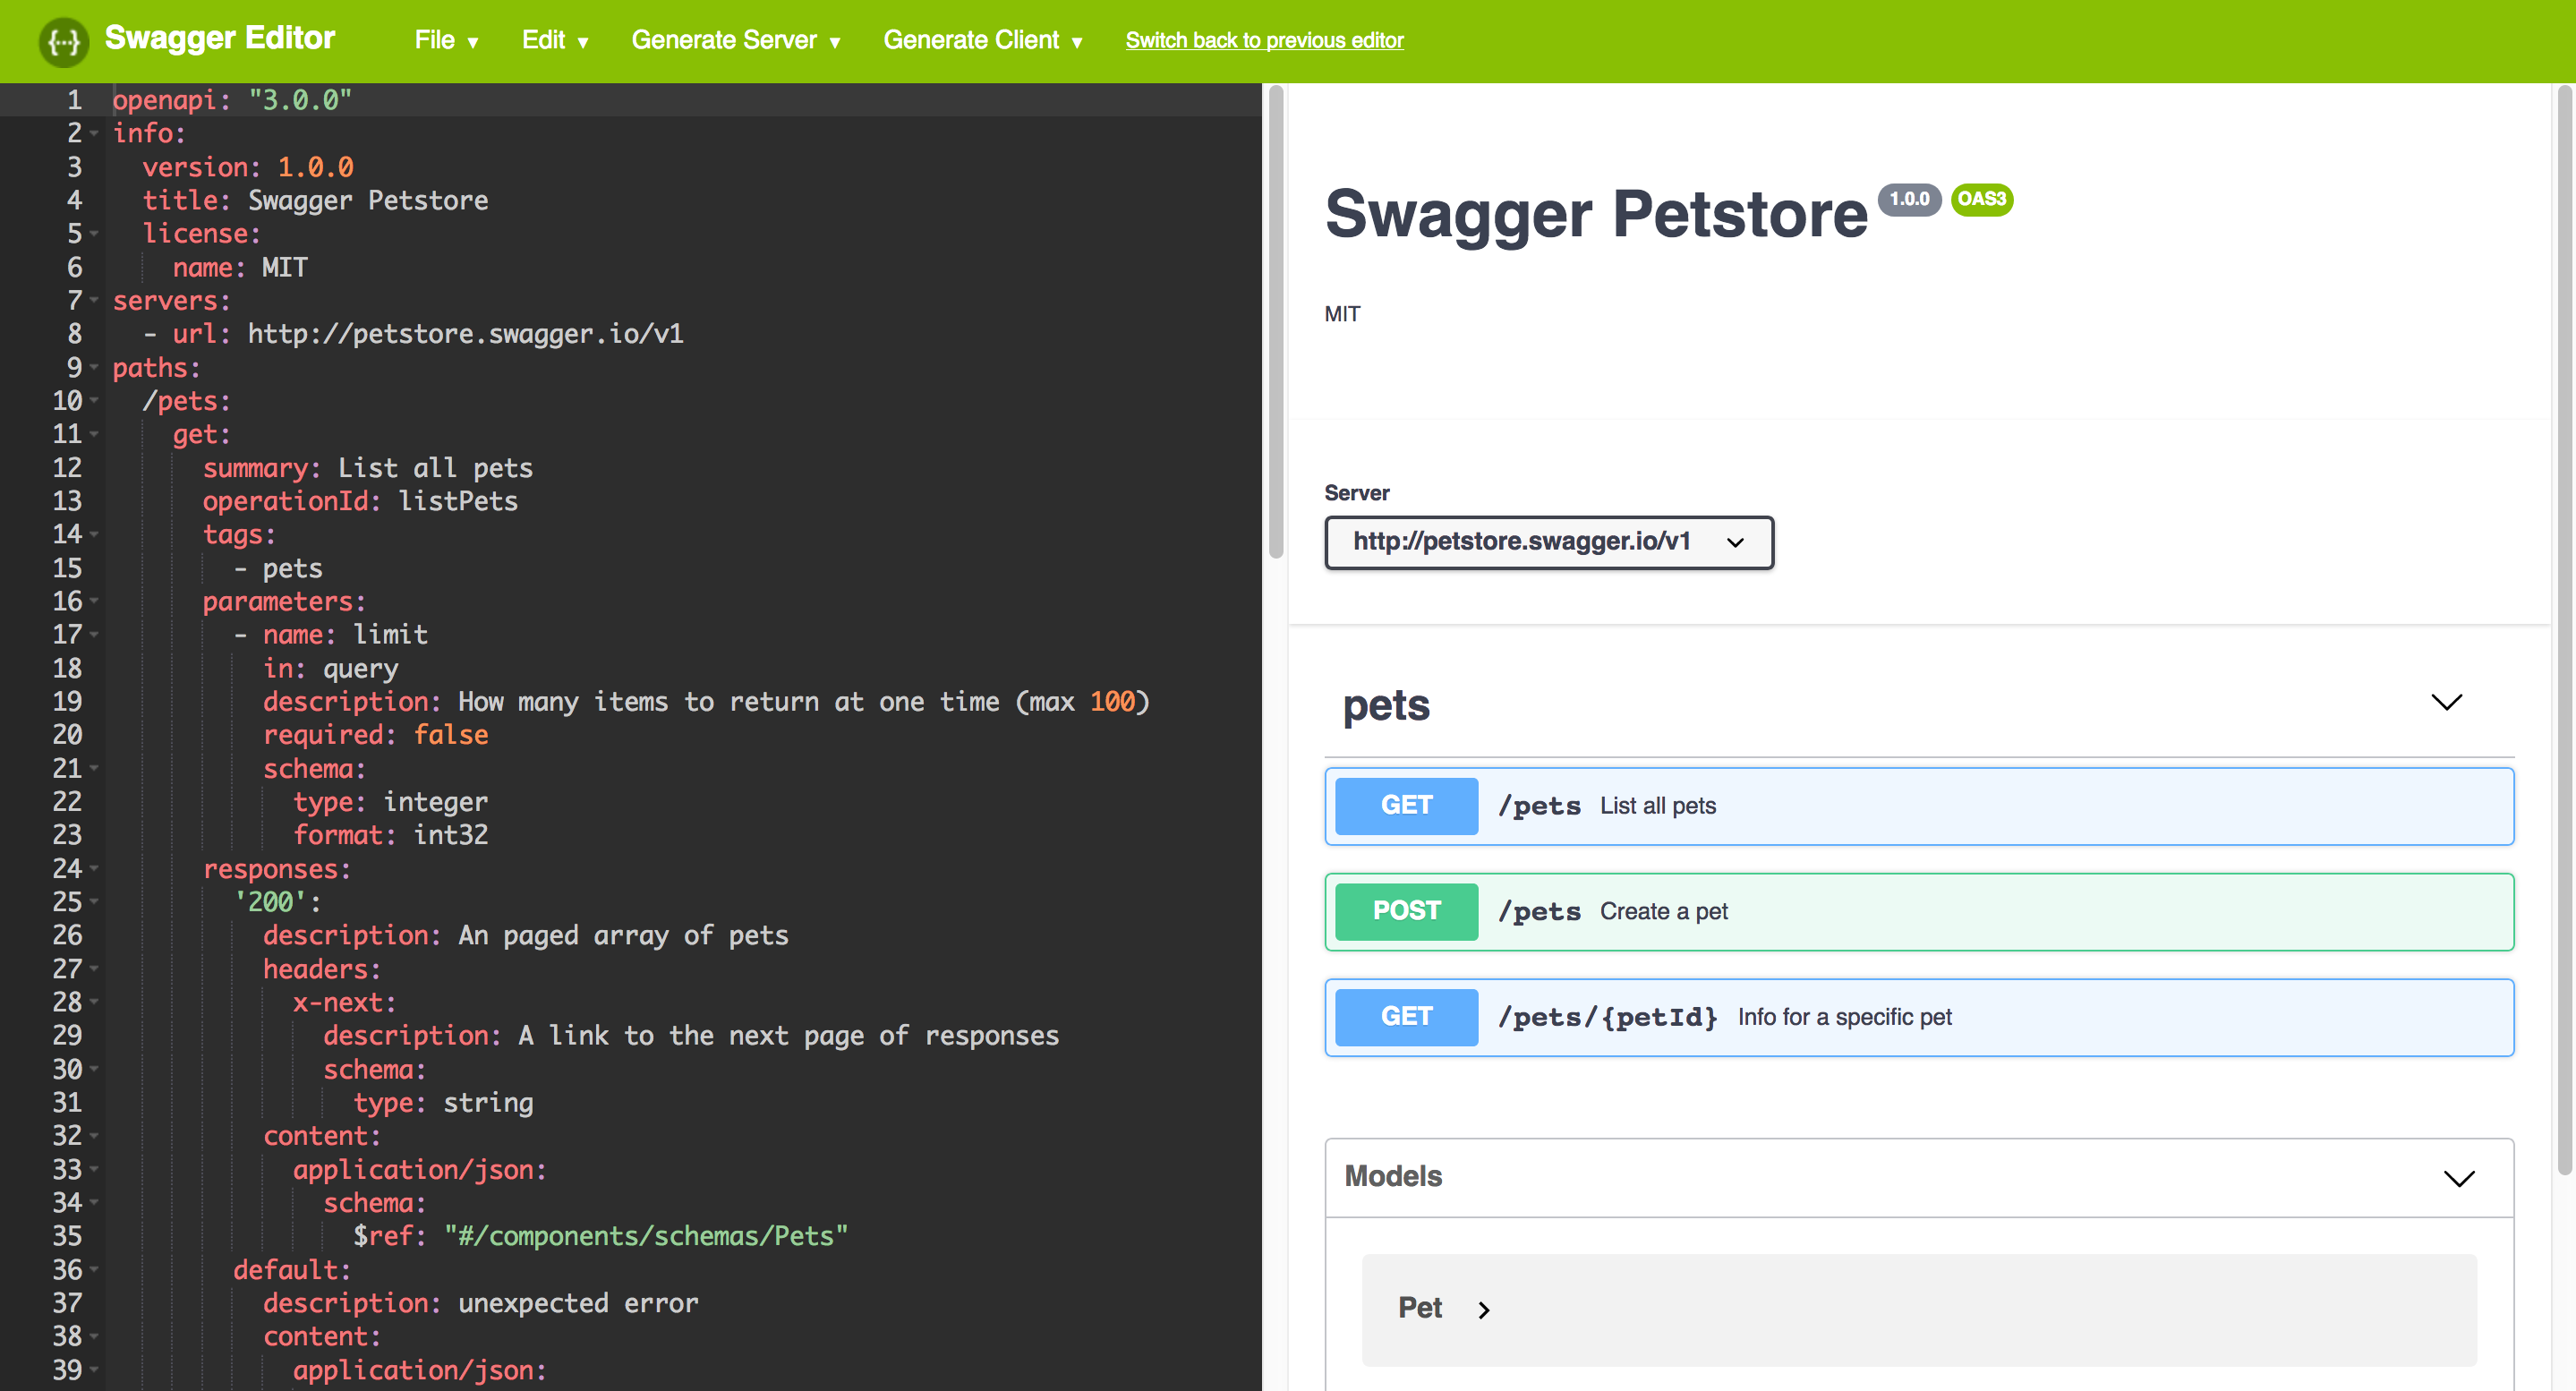 {···} Swagger Editor File ▾ Edit ▾ Generate Server ▾ Generate Client ▾ Switch back to previous editor
1 openapi: "3.0.0"
2 info:
3 version: 1.0.0
4 title: Swagger Petstore
5 license:
6 name: MIT
7 servers:
8 - url: http://petstore.swagger.io/v1
9 paths:
10 /pets:
11 get:
12 summary: List all pets
13 operationId: listPets
14 tags:
15 - pets
16 parameters:
17 - name: limit
18 in: query
19 description: How many items to return at one time (max 100)
20 required: false
21 schema:
22 type: integer
23 format: int32
24 responses:
25 '200':
26 description: An paged array of pets
27 headers:
28 x-next:
29 description: A link to the next page of responses
30 schema:
31 type: string
32 content:
33 application/json:
34 schema:
35 $ref: "#/components/schemas/Pets"
36 default:
37 description: unexpected error
38 content:
39 application/json:
Swagger Petstore 1.0.0 OAS3
MIT
Server
http://petstore.swagger.io/v1
pets
GET /pets List all pets
POST /pets Create a pet
GET /pets/{petId} Info for a specific pet
Models
Pet